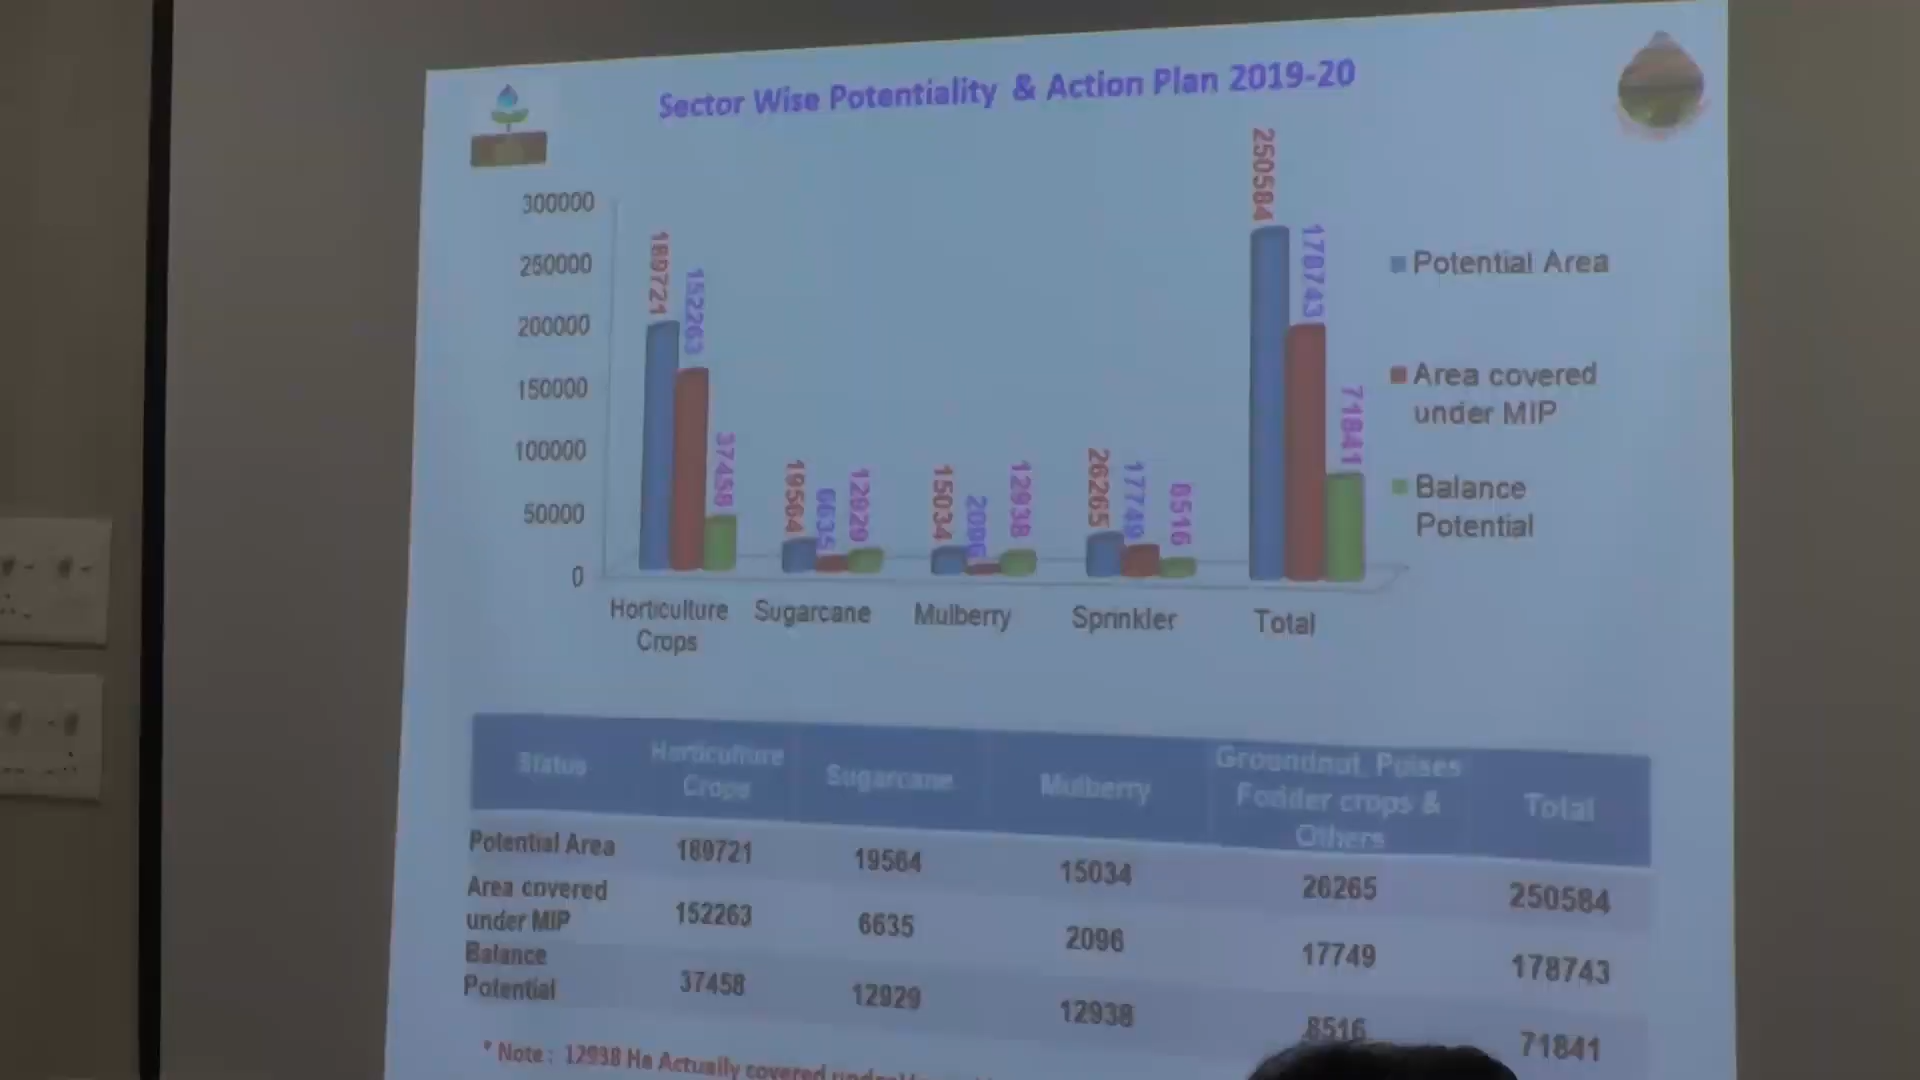 Sector Wise Potentiality & Action Plan 2019-20
300000
250000
200000
150000
100000
50000
0
189721
152263
37458
19564
6635
12929
15034
2096
12938
26265
17749
8516
250584
178743
71841
Horticulture
Crops
Sugarcane
Mulberry
Sprinkler
Total
Potential Area
Area covered
under MIP
Balance
Potential
Status
Horticulture
Crops
Sugarcane
Mulberry
Groundnut, Pulses
Fodder crops &
Others
Total
Potential Area
189721
19564
15034
26265
250584
Area covered
under MIP
152263
6635
2096
17749
178743
Balance
Potential
37458
12929
12938
8516
71841
* Note : 12938 Ha Actually covered under